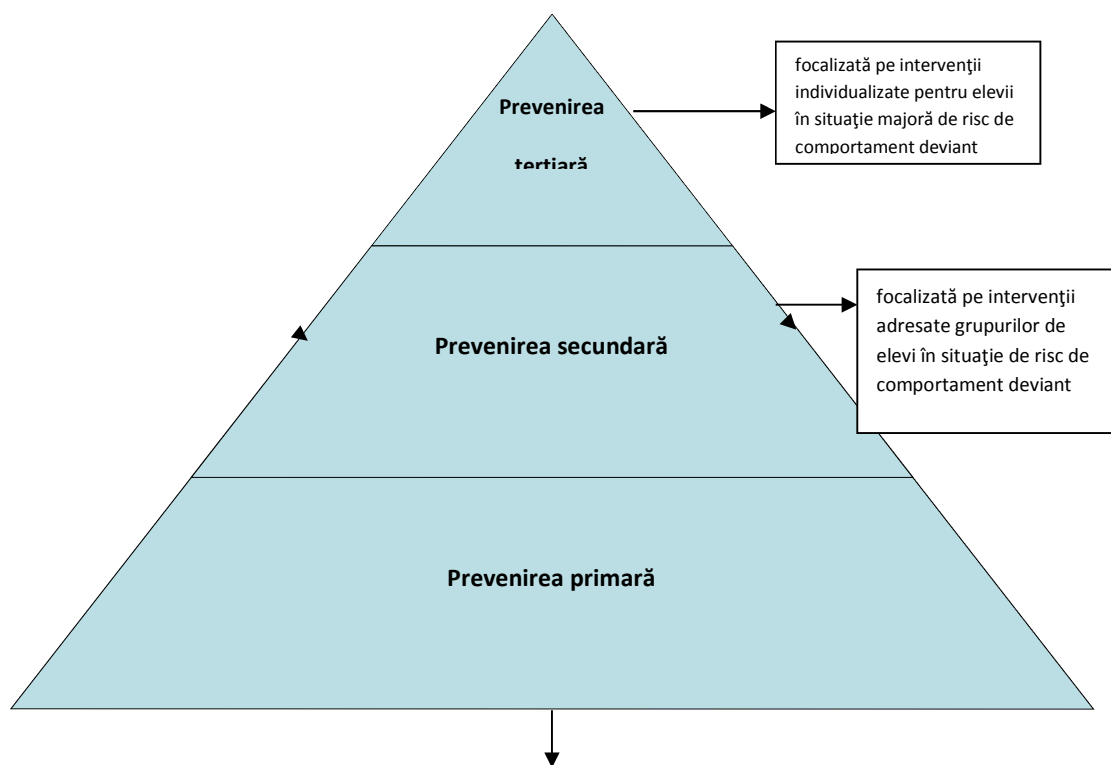 Prevenirea
terţiară
focalizată pe intervenţii
individualizate pentru elevii
în situaţie majoră de risc de
comportament deviant
focalizată pe intervenţii
adresate grupurilor de
elevi în situaţie de risc de
comportament deviant
Prevenirea secundară
Prevenirea primară